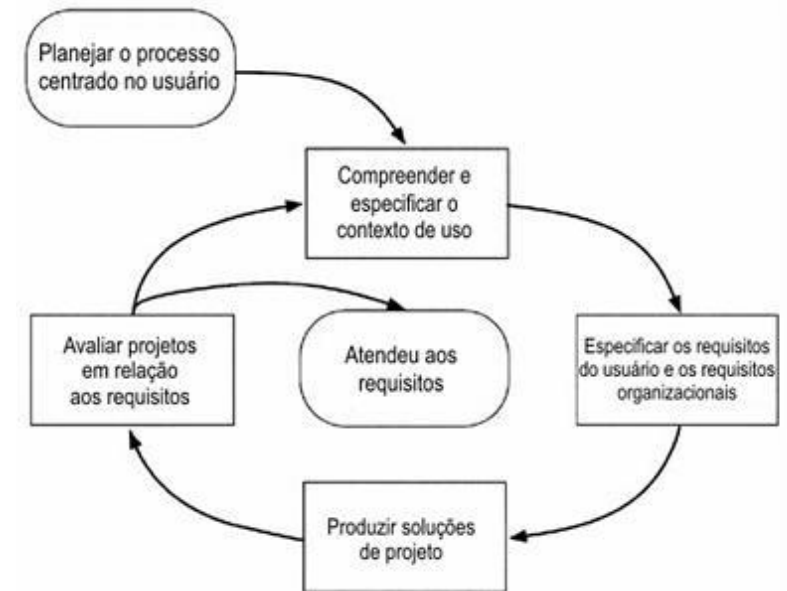 Planejar o processo
centrado no usuário
Compreender e
especificar o
contexto de uso
Avaliar projetos
em relação
aos requisitos
Atendeu aos
requisitos
Especificar os requisitos
do usuário e os requisitos
organizacionais
Produzir soluções
de projeto